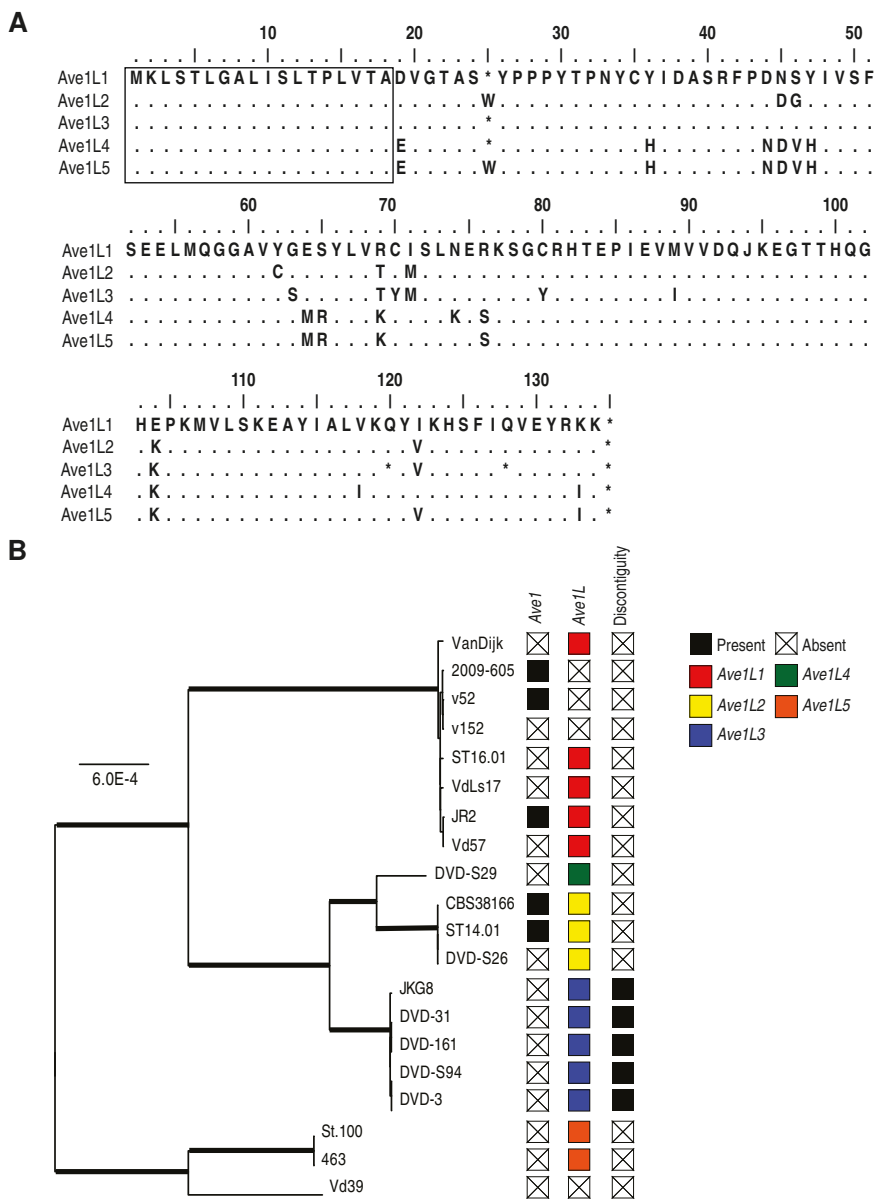 A
10 20 30 40 50
Ave1L1 MKLSTLGALISLTPLVTADVGTAS*YPPPYTPNYCYIDASRFPDNSYIVSF
Ave1L2 ........................W...................DG.....
Ave1L3 ........................*..........................
Ave1L4 ..................E.....*..........H.......NDVH....
Ave1L5 ..................E.....W..........H.......NDVH....
60 70 80 90 100
Ave1L1 SEELMQGGAVYGESYLVRCISLNERKSGCRHTEPIEVMVVDQJKEGTTHQG
Ave1L2 ..........C......T.M...............................
Ave1L3 ...........S.....TYM........Y........I.............
Ave1L4 ............MR...K....K.S..........................
Ave1L5 ............MR...K......S..........................
110 120 130
Ave1L1 HEPKMVLSKEAYIALVKQYIKHSFIQVEYRKK*
Ave1L2 .K.................V............*
Ave1L3 .K...............*.V.....*......*
Ave1L4 .K.............I..............I.*
Ave1L5 .K.................V..........I.*
B
Ave1 Ave1L Discontiguity
Present Absent
Ave1L1 Ave1L4
Ave1L2 Ave1L5
Ave1L3
6.0E-4
VanDijk
2009-605
v52
v152
ST16.01
VdLs17
JR2
Vd57
DVD-S29
CBS38166
ST14.01
DVD-S26
JKG8
DVD-31
DVD-161
DVD-S94
DVD-3
St.100
463
Vd39